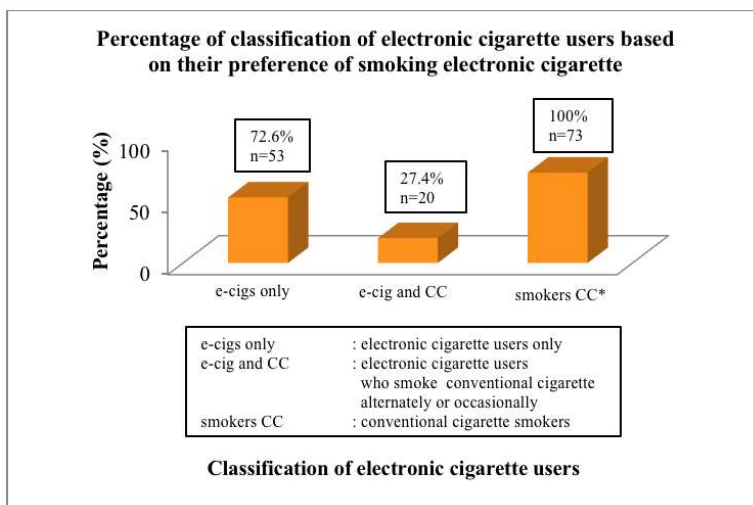 Percentage of classification of electronic cigarette users based
on their preference of smoking electronic cigarette
72.6%
n=53
27.4%
n=20
100%
n=73
Percentage (%)
100
50
0
e-cigs only
e-cig and CC
smokers CC*
e-cigs only : electronic cigarette users only
e-cig and CC : electronic cigarette users
who smoke conventional cigarette
alternately or occasionally
smokers CC : conventional cigarette smokers
Classification of electronic cigarette users